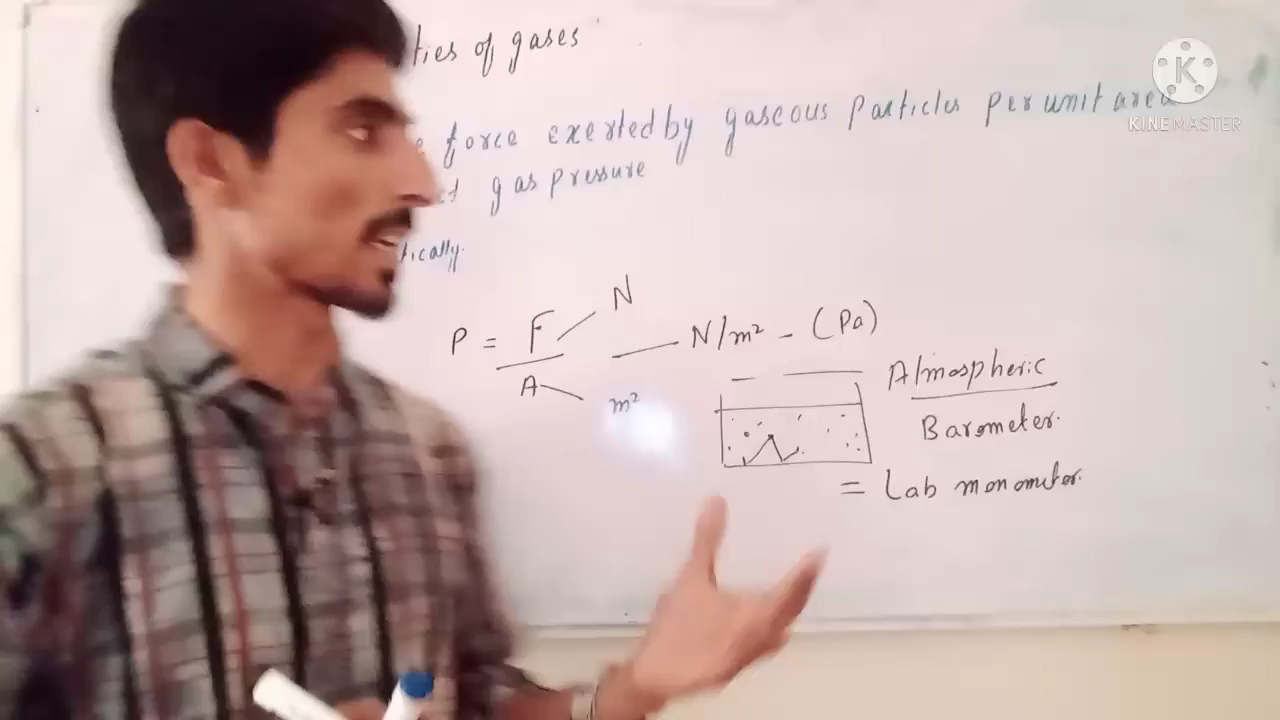 ties of gases
force exerted by gaseous particles per unit area
gas pressure
tically.
P = F/A
N
m²
N/m² - (Pa)
Atmospheric
Barometer.
= Lab monometer.
K
KINEMASTER